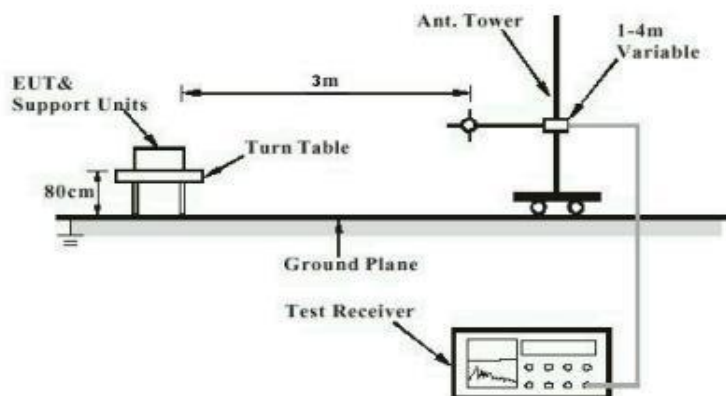 Ant. Tower
1-4m
Variable
EUT&
Support Units
3m
Turn Table
80cm
Ground Plane
Test Receiver